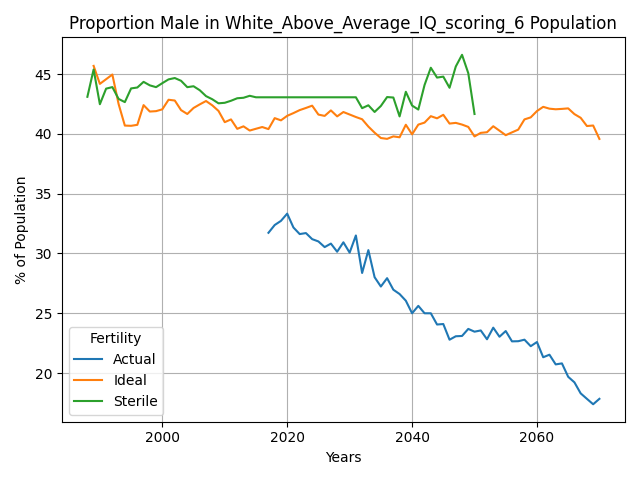 Proportion Male in White_Above_Average_IQ_scoring_6 Population
% of Population
45
40
35
30
25
20
Fertility
Actual
Ideal
Sterile
2000
2020
2040
2060
Years